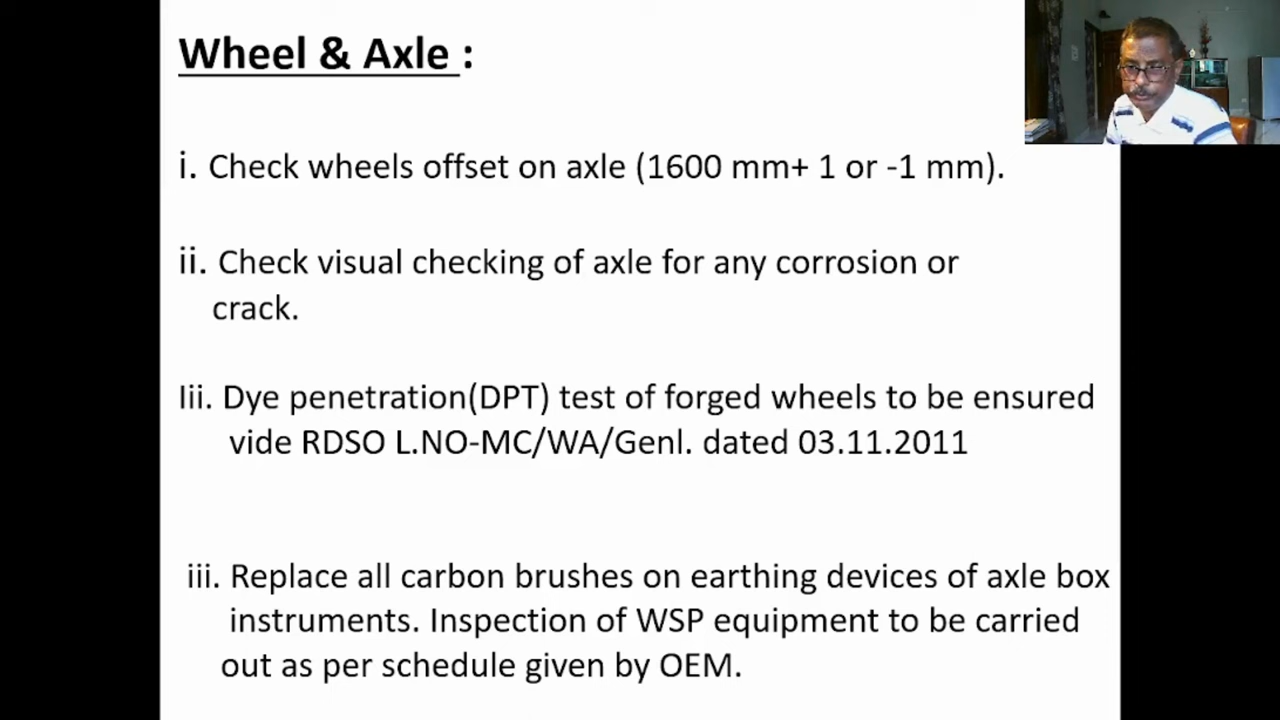 Wheel & Axle :
i. Check wheels offset on axle (1600 mm+ 1 or -1 mm).
ii. Check visual checking of axle for any corrosion or
crack.
Iii. Dye penetration(DPT) test of forged wheels to be ensured
vide RDSO L.NO-MC/WA/Genl. dated 03.11.2011
iii. Replace all carbon brushes on earthing devices of axle box
instruments. Inspection of WSP equipment to be carried
out as per schedule given by OEM.